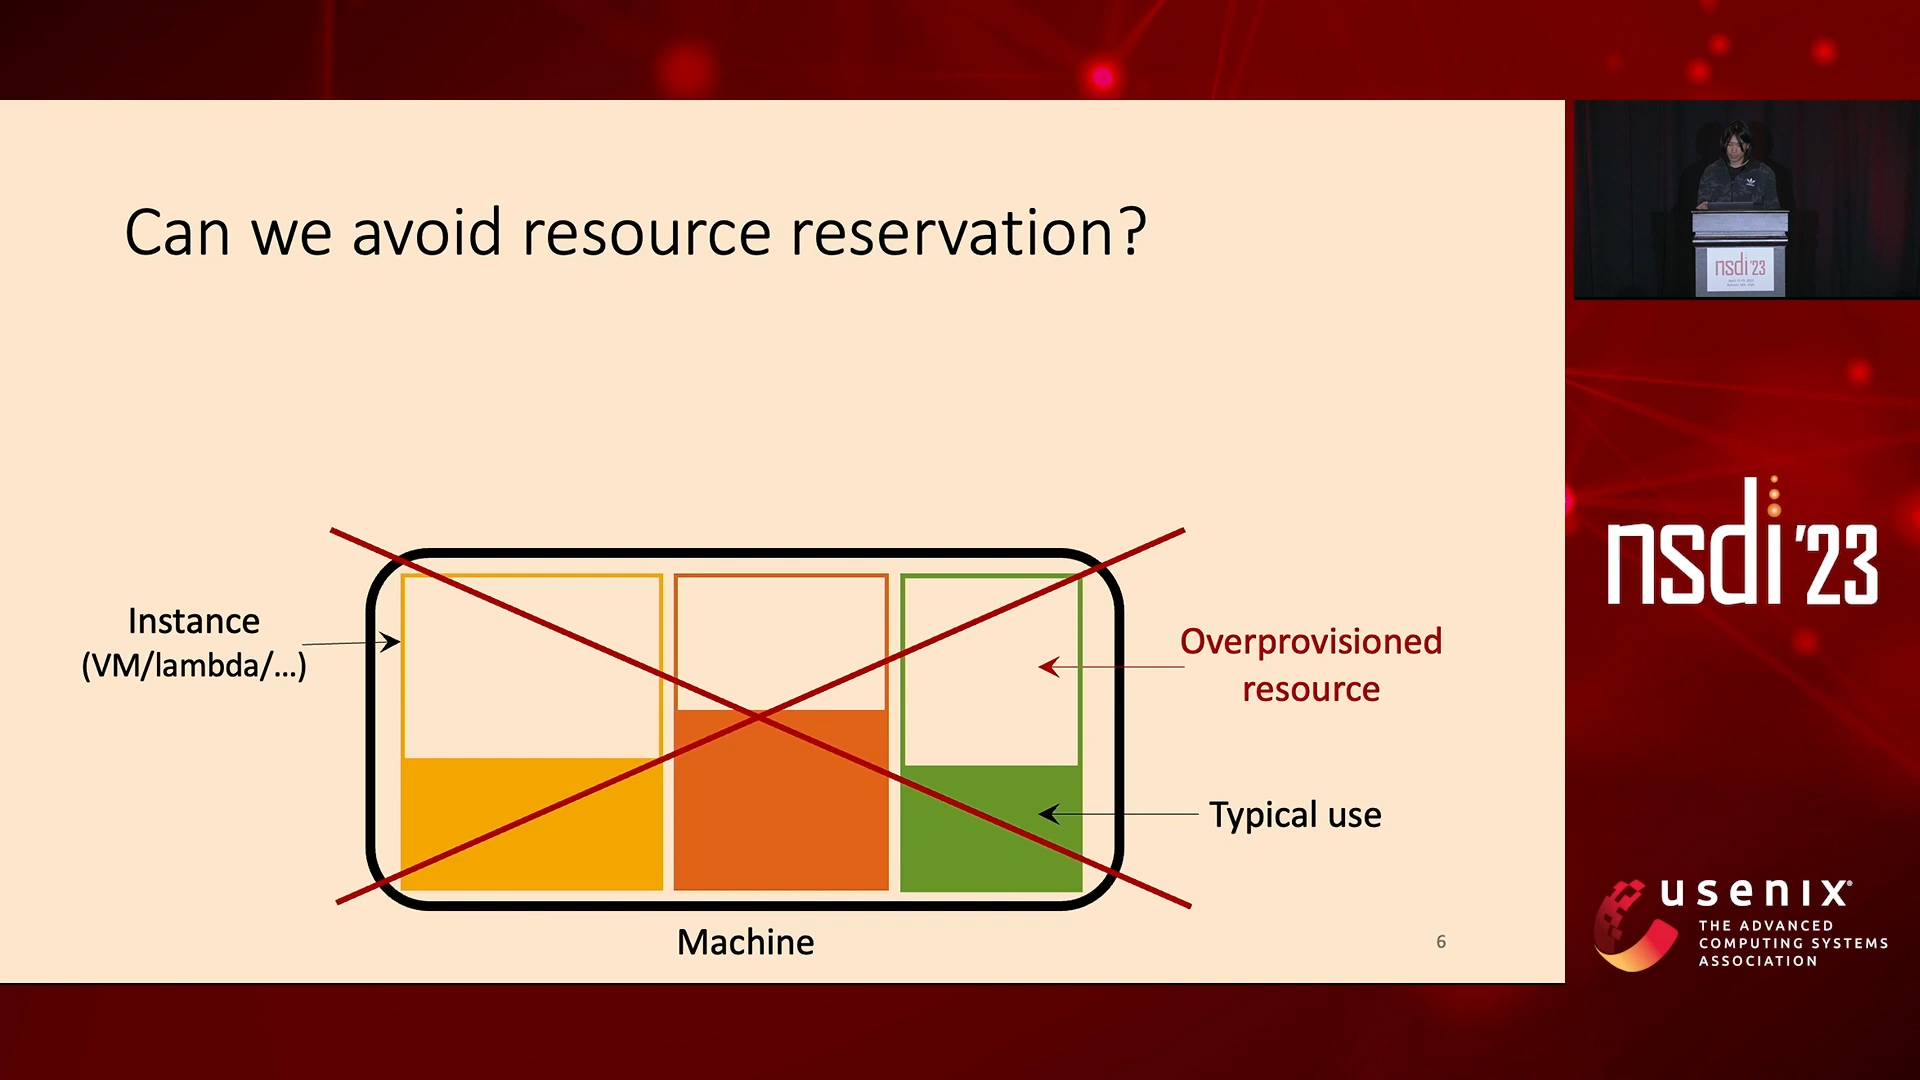 Can we avoid resource reservation?
Instance
(VM/lambda/...)
Overprovisioned
resource
Typical use
Machine
6
nsdi '23
nsdi '23
usenix
THE ADVANCED
COMPUTING SYSTEMS
ASSOCIATION